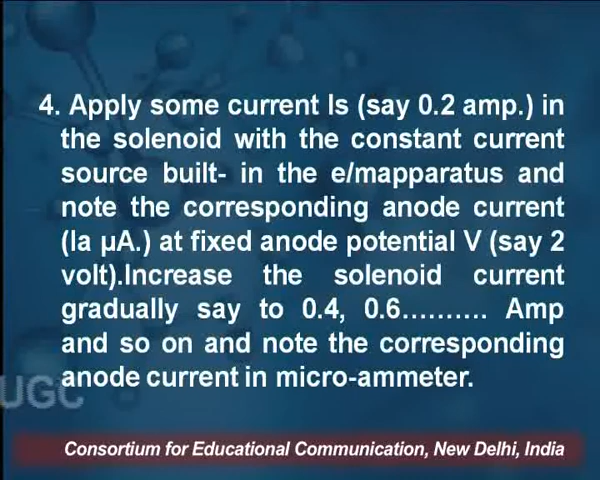 4. Apply some current Is (say 0.2 amp.) in
the solenoid with the constant current
source built- in the e/mapparatus and
note the corresponding anode current
(Ia µA.) at fixed anode potential V (say 2
volt).Increase the solenoid current
gradually say to 0.4, 0.6.......... Amp
and so on and note the corresponding
anode current in micro-ammeter.
UGC
UGC
Consortium for Educational Communication, New Delhi, India